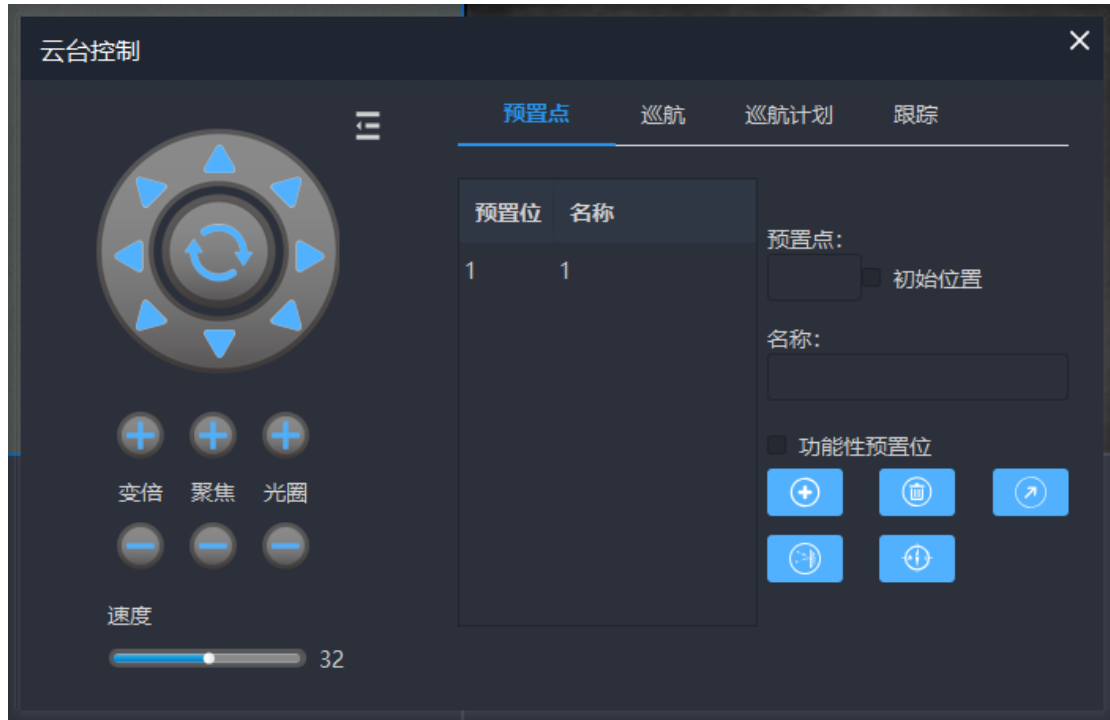 云台控制
预置点 巡航 巡航计划 跟踪
预置位 名称
1 1
预置点:
初始位置
名称:
功能性预置位
变倍 聚焦 光圈
速度
32